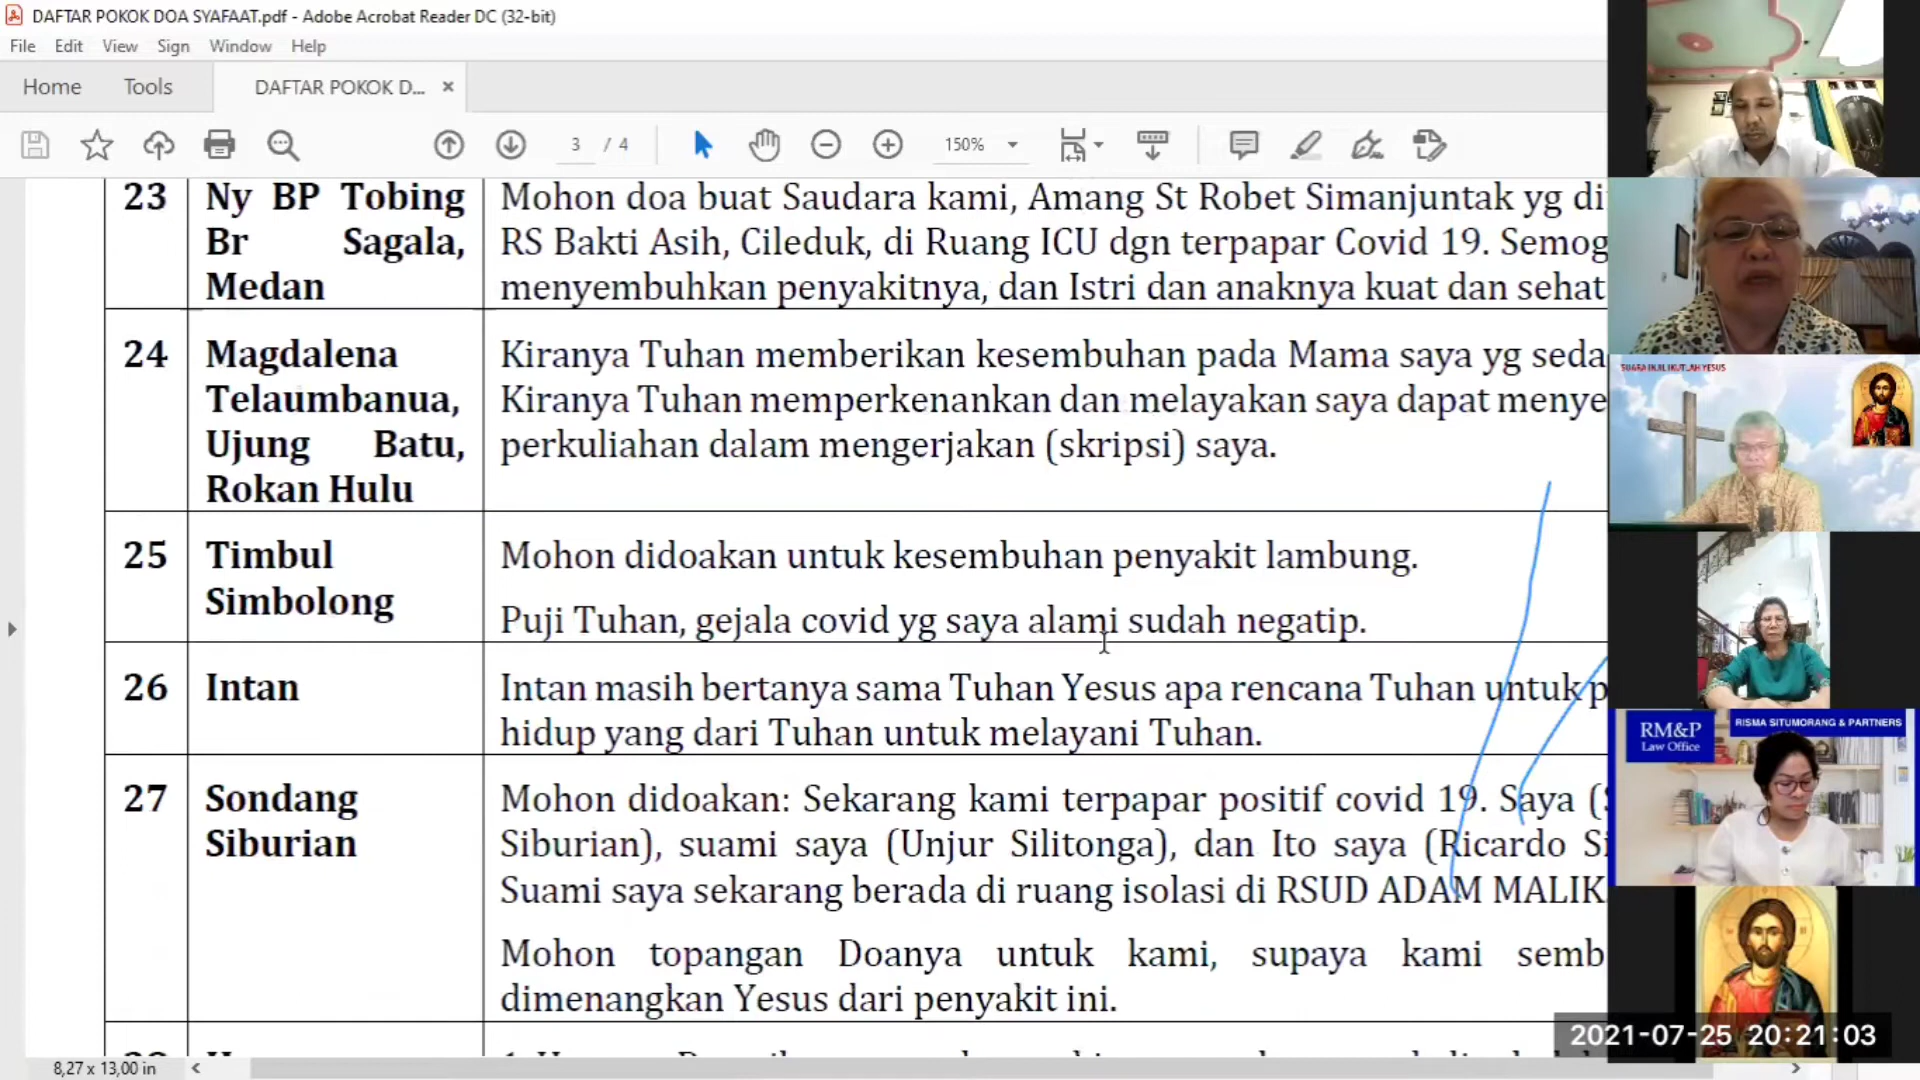 DAFTAR POKOK DOA SYAFAAT.pdf - Adobe Acrobat Reader DC (32-bit)
File Edit View Sign Window Help
Home Tools DAFTAR POKOK D... ×
3 / 4 150%
23 Ny BP Tobing Br Sagala, Medan
Mohon doa buat Saudara kami, Amang St Robet Simanjuntak yg di
RS Bakti Asih, Cileduk, di Ruang ICU dgn terpapar Covid 19. Semog
menyembuhkan penyakitnya, dan Istri dan anaknya kuat dan sehat
24 Magdalena Telaumbanua, Ujung Batu, Rokan Hulu
Kiranya Tuhan memberikan kesembuhan pada Mama saya yg seda
Kiranya Tuhan memperkenankan dan melayakan saya dapat menye
perkuliahan dalam mengerjakan (skripsi) saya.
25 Timbul Simbolong
Mohon didoakan untuk kesembuhan penyakit lambung.
Puji Tuhan, gejala covid yg saya alami sudah negatip.
26 Intan
Intan masih bertanya sama Tuhan Yesus apa rencana Tuhan untuk p
hidup yang dari Tuhan untuk melayani Tuhan.
27 Sondang Siburian
Mohon didoakan: Sekarang kami terpapar positif covid 19. Saya (S
Siburian), suami saya (Unjur Silitonga), dan Ito saya (Ricardo Si
Suami saya sekarang berada di ruang isolasi di RSUD ADAM MALIK
Mohon topangan Doanya untuk kami, supaya kami semb
dimenangkan Yesus dari penyakit ini.
8,27 x 13,00 in
SUARA INJIL IKUTLAH YESUS
RM&P
Law Office
RISMA SITUMORANG & PARTNERS
2021-07-25 20:21:03